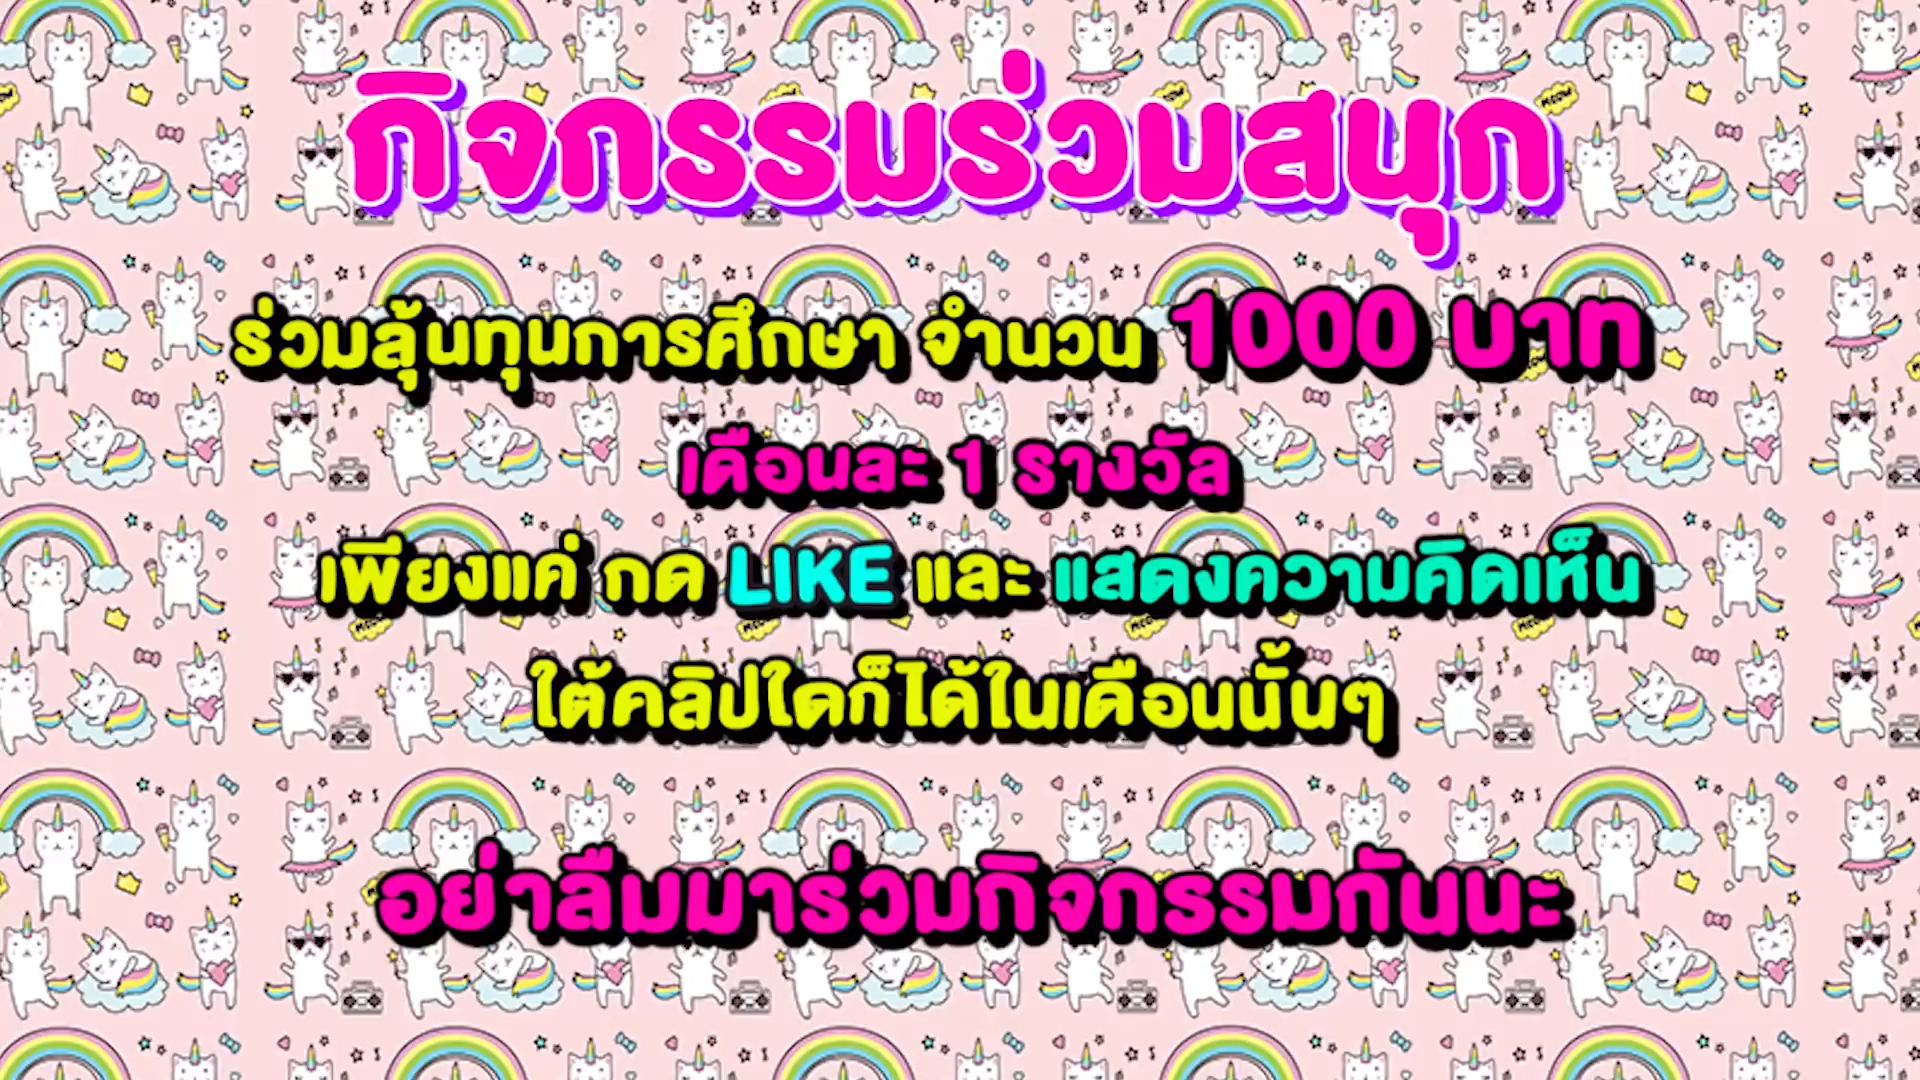 กิจกรรมร่วมสนุก
ร่วมลุ้นทุนการศึกษา จำนวน 1000 บาท
เดือนละ 1 รางวัล
เพียงแค่ กด LIKE และ แสดงความคิดเห็น
ใต้คลิปใดก็ได้ในเดือนนั้นๆ
อย่าลืมมาร่วมกิจกรรมกันนะ